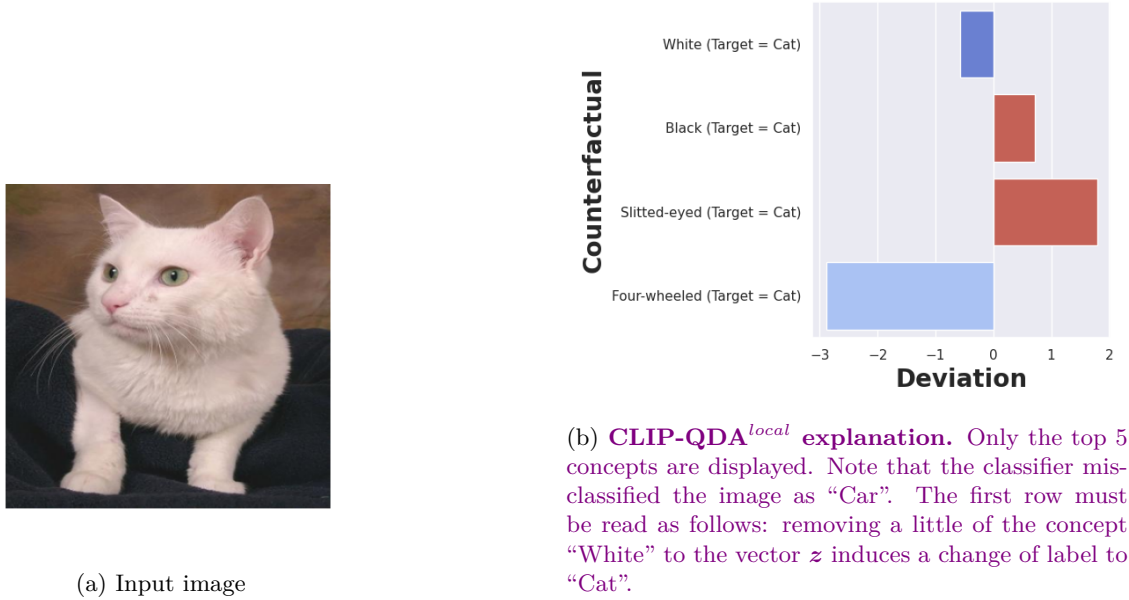 Counterfactual
White (Target = Cat)
Black (Target = Cat)
Slitted-eyed (Target = Cat)
Four-wheeled (Target = Cat)
−3 −2 −1 0 1 2
Deviation
(a) Input image
(b) CLIP-QDA^local explanation. Only the top 5
concepts are displayed. Note that the classifier mis-
classified the image as “Car”. The first row must
be read as follows: removing a little of the concept
“White” to the vector z induces a change of label to
“Cat”.